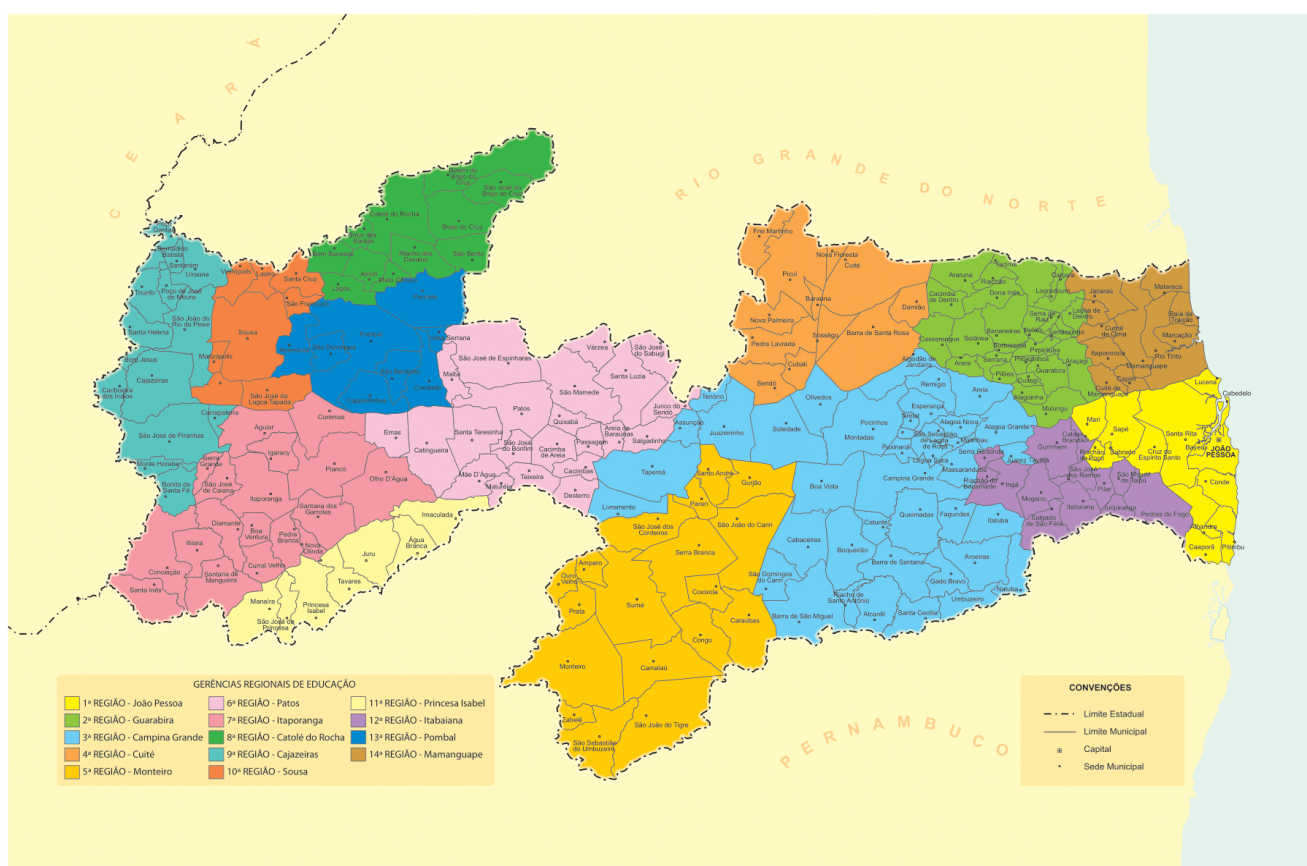 CEARÁ
RIO GRANDE DO NORTE
PERNAMBUCO
Belém do
Brejo do
Cruz
São José do
Brejo do Cruz
Catolé do Rocha
Brejo dos
Santos
Brejo do Cruz
Bom Sucesso
Riacho dos
Cavalos
São Bento
Jericó
Mato Grosso
Lagoa
Bernardino
Batista
Santarém
Uiraúna
Triunfo
Poço de José
de Moura
São João do
Rio do Peixe
Santa Helena
Bom Jesus
Cajazeiras
Cachoeira
dos Índios
Carrapateira
São José de Piranhas
Monte Horebe
Serra
Grande
Bonito de
Santa Fé
Vieirópolis
Lastro
Santa Cruz
Sousa
Marizópolis
São José da
Lagoa Tapada
Paulista
Pombal
São Domingos
Condado
Cajazeirinhas
Coremas
Aguiar
Igaracy
Piancó
Olho D'Água
São José
de Caiana
Itaporanga
Santana dos
Garrotes
Diamante
Boa
Ventura
Pedra
Branca
Nova
Olinda
Ibiara
Conceição
Santana de
Mangueira
Curral Velho
Santa Inês
Imaculada
Água
Branca
Juru
Tavares
Manaíra
Princesa
Isabel
São José de
Princesa
São José de Espinharas
Malta
Várzea
São José
do Sabugi
Santa Luzia
São Mamede
Patos
Quixabá
Junco do
Seridó
Emas
Santa Teresinha
Catingueira
São José
do Bonfim
Areia de
Baraúnas
Passagem
Salgadinho
Cacimba
de Areia
Mãe D'Água
Teixeira
Cacimbas
Maturéia
Desterro
Frei Martinho
Nova Floresta
Cuité
Picuí
Baraúna
Damião
Nova Palmeira
Sossêgo
Barra de Santa Rosa
Pedra Lavrada
Cubati
Seridó
Tenório
Assunção
Juazeirinho
Soledade
Olivedos
Algodão de
Jandaíra
Remígio
Areia
Esperança
Pocinhos
Areial
Montadas
Alagoa Nova
Alagoa Grande
São Sebastião
de Lagoa
de Roça
Matinhas
Puxinanã
Lagoa Seca
Serra Redonda
Massaranduba
Juarez Távora
Campina Grande
Taperoá
Livramento
Boa Vista
Queimadas
Fagundes
Itatuba
Caturité
Cabaceiras
Boqueirão
Aroeiras
Barra de Santana
São Domingos
do Cariri
Gado Bravo
Riacho de
Santo Antônio
Umbuzeiro
Natuba
Barra de São Miguel
Alcantil
Santa Cecília
Santo André
Gurjão
Parari
São João do Cariri
São José dos
Cordeiros
Serra Branca
Amparo
Ouro
Velho
Coxixola
Prata
Sumé
Caraúbas
Congo
Monteiro
Camalaú
Zabelê
São João do Tigre
São Sebastião
do Umbuzeiro
Araruna
Tacima
Riachão
Cacimba
de Dentro
Dona Inês
Logradouro
Caiçara
Serra da
Raiz
Lagoa de
Dentro
Bananeiras
Belém
Sertãozinho
Casserengue
Solânea
Borborema
Pirpirituba
Arara
Serraria
Pilõezinhos
Araçagi
Pilões
Guarabira
Cuitegi
Alagoinha
Mulungu
Mataraca
Jacaraú
Baía da
Traição
Curral
de Cima
Marcação
Itapororoca
Rio Tinto
Mamanguape
Capim
Cuité de
Mamanguape
Lucena
Cabedelo
Mari
Sapé
Santa Rita
Bayeux
JOÃO
PESSOA
Riachão
do Poço
Sobrado
Cruz do
Espírito Santo
Conde
Alhandra
Caaporã
Pitimbu
Gurinhém
Caldas
Brandão
Riachão do
Bacamarte
Ingá
São José
dos Ramos
São Miguel
de Taipu
Mogeiro
Pilar
Itabaiana
Juripiranga
Salgado
de São Félix
Pedras de Fogo
GERÊNCIAS REGIONAIS DE EDUCAÇÃO
1ª REGIÃO - João Pessoa
2ª REGIÃO - Guarabira
3ª REGIÃO - Campina Grande
4ª REGIÃO - Cuité
5ª REGIÃO - Monteiro
6ª REGIÃO - Patos
7ª REGIÃO - Itaporanga
8ª REGIÃO - Catolé do Rocha
9ª REGIÃO - Cajazeiras
10ª REGIÃO - Sousa
11ª REGIÃO - Princesa Isabel
12ª REGIÃO - Itabaiana
13ª REGIÃO - Pombal
14ª REGIÃO - Mamanguape
CONVENÇÕES
Limite Estadual
Limite Municipal
Capital
Sede Municipal